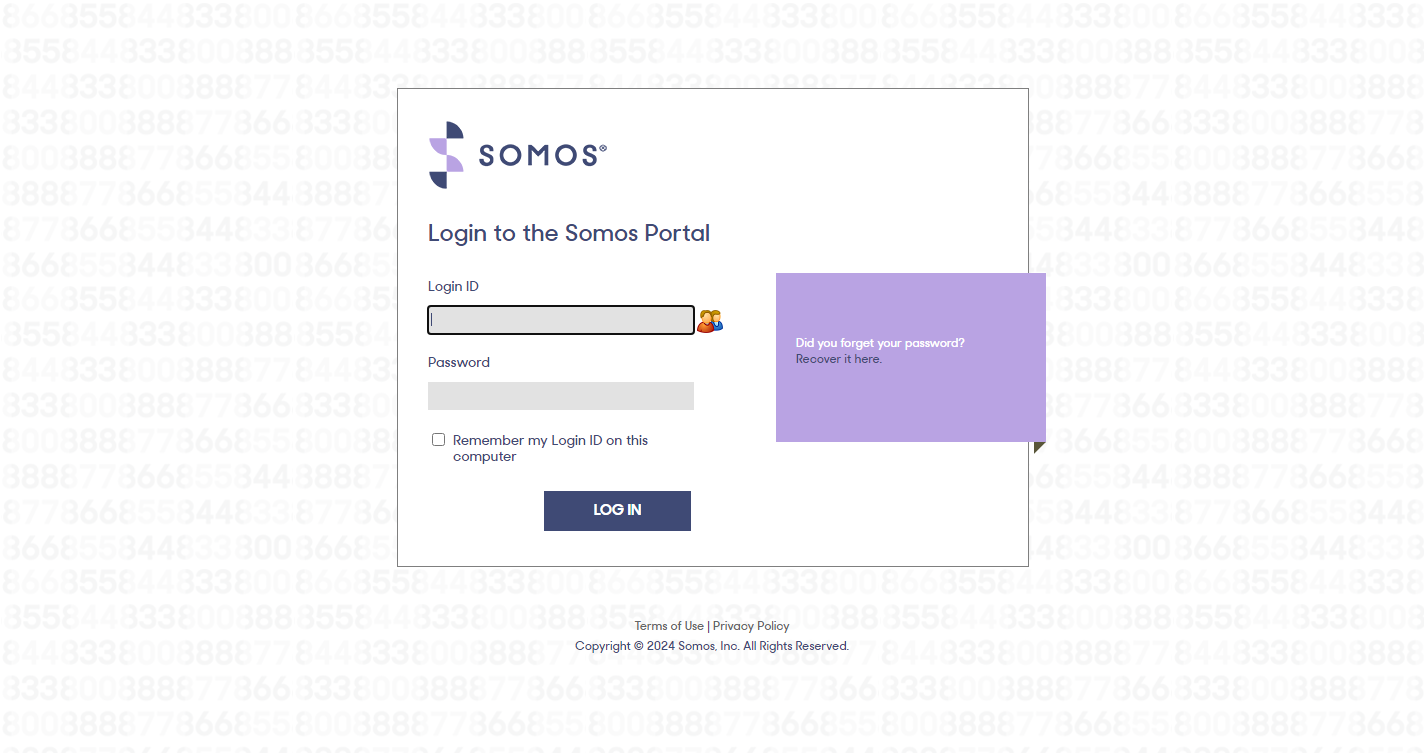 SOMOS®
Login to the Somos Portal
Login ID
Password
Remember my Login ID on this
computer
LOG IN
Did you forget your password?
Recover it here.
Terms of Use | Privacy Policy
Copyright © 2024 Somos, Inc. All Rights Reserved.